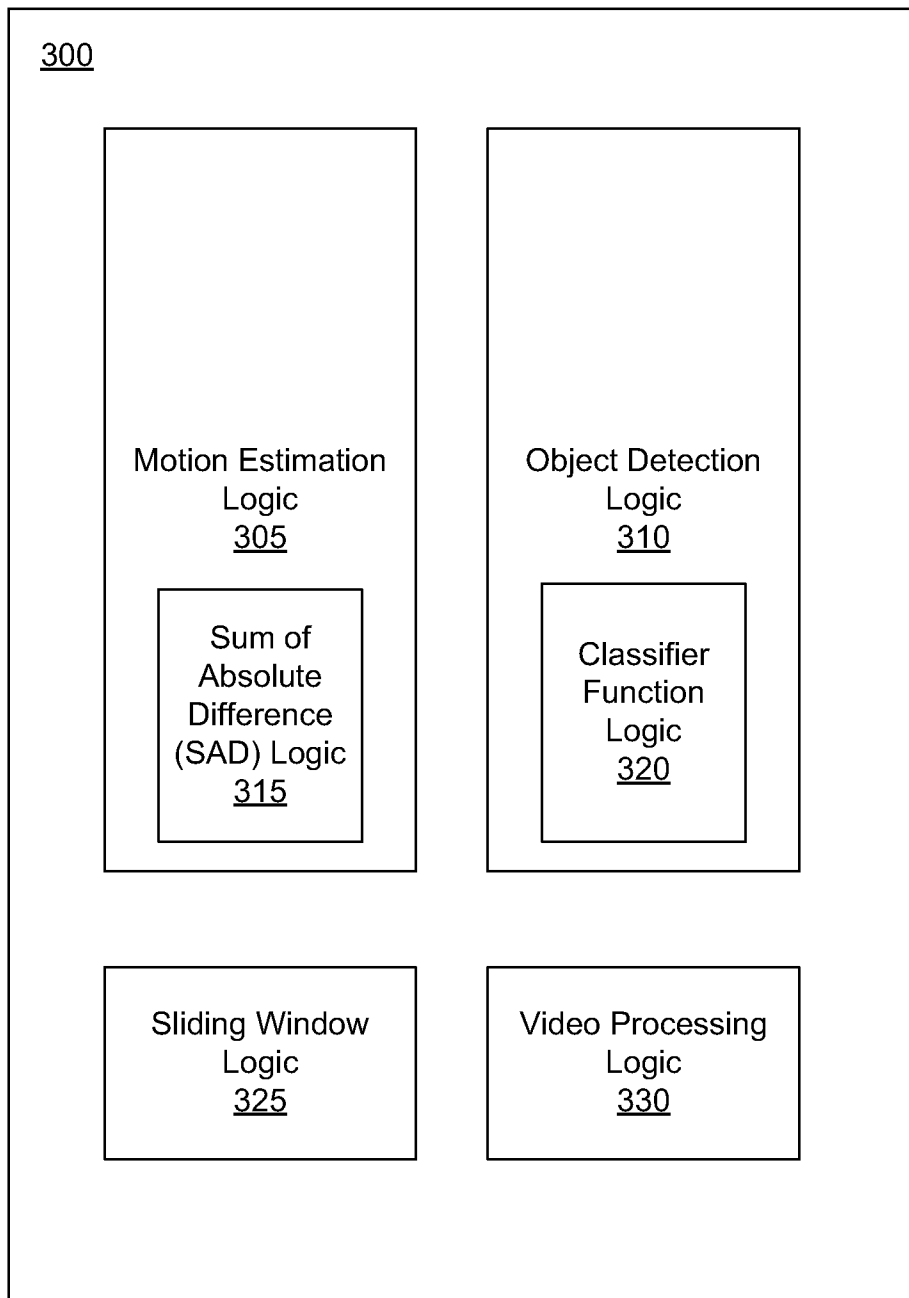 300
Motion Estimation
Logic
305
Sum of
Absolute
Difference
(SAD) Logic
315
Object Detection
Logic
310
Classifier
Function
Logic
320
Sliding Window
Logic
325
Video Processing
Logic
330